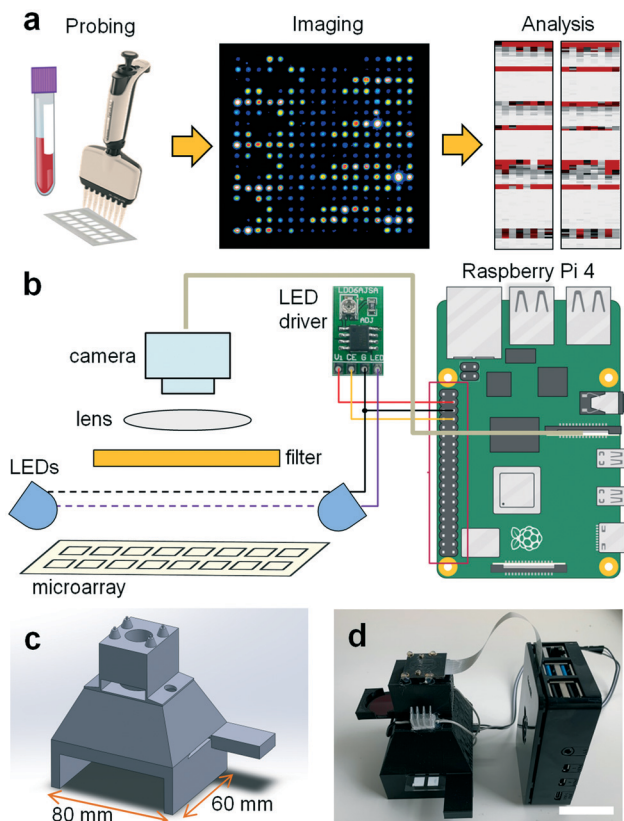 a
Probing
Imaging
Analysis
b
LED
driver
LDD6AJSA
ADJ
V1 CE G LED
Raspberry Pi 4
camera
lens
filter
LEDs
microarray
c
80 mm
60 mm
d